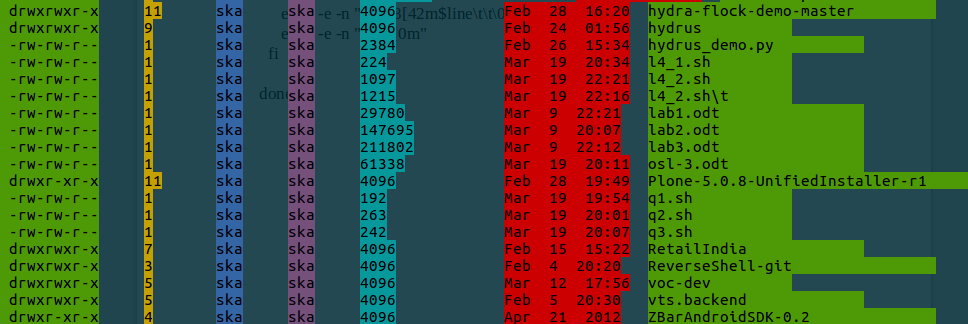 drwxrwxr-x 11 ska ska 4096 Feb 28 16:20 hydra-flock-demo-master
drwxrwxr-x 9 ska ska 4096 Feb 24 01:56 hydrus
-rw-rw-r-- 1 ska ska 2384 Feb 26 15:34 hydrus_demo.py
-rw-rw-r-- 1 ska ska 224 Mar 19 20:34 l4_1.sh
-rw-rw-r-- 1 ska ska 1097 Mar 19 22:21 l4_2.sh
-rw-rw-r-- 1 ska ska 1215 Mar 19 22:16 l4_2.sh\t
-rw-rw-r-- 1 ska ska 29780 Mar 9 22:21 lab1.odt
-rw-rw-r-- 1 ska ska 147695 Mar 9 20:07 lab2.odt
-rw-rw-r-- 1 ska ska 211802 Mar 9 22:12 lab3.odt
-rw-rw-r-- 1 ska ska 61338 Mar 19 20:11 osl-3.odt
drwxr-xr-x 11 ska ska 4096 Feb 28 19:49 Plone-5.0.8-UnifiedInstaller-r1
-rw-rw-r-- 1 ska ska 192 Mar 19 19:54 q1.sh
-rw-rw-r-- 1 ska ska 263 Mar 19 20:01 q2.sh
-rw-rw-r-- 1 ska ska 242 Mar 19 20:07 q3.sh
drwxrwxr-x 7 ska ska 4096 Feb 15 15:22 RetailIndia
drwxrwxr-x 3 ska ska 4096 Feb 4 20:20 ReverseShell-git
drwxrwxr-x 5 ska ska 4096 Mar 12 17:56 voc-dev
drwxrwxr-x 5 ska ska 4096 Feb 5 20:30 vts.backend
drwxr-xr-x 4 ska ska 4096 Apr 21 2012 ZBarAndroidSDK-0.2
-e -n
-e -n
fi